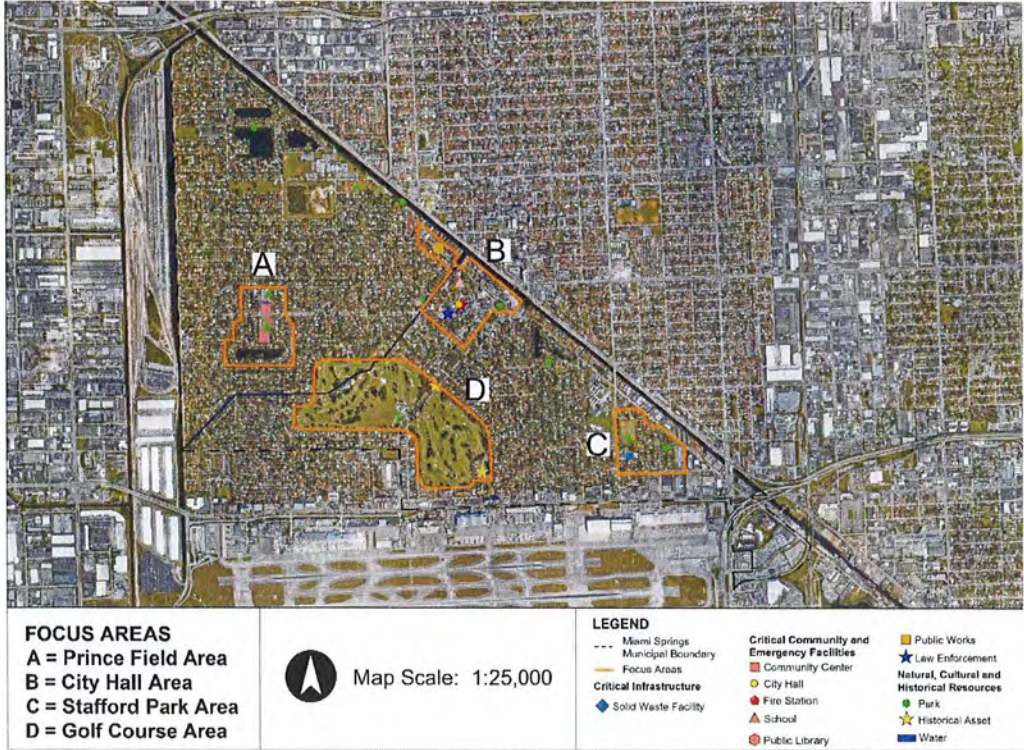 A
B
D
C
FOCUS AREAS
A = Prince Field Area
B = City Hall Area
C = Stafford Park Area
D = Golf Course Area
Map Scale: 1:25,000
LEGEND
Miami Springs
Municipal Boundary
Focus Areas
Critical Infrastructure
Solid Waste Facility
Critical Community and
Emergency Facilities
Community Center
City Hall
Fire Station
School
Public Library
Public Works
Law Enforcement
Natural, Cultural and
Historical Resources
Park
Historical Asset
Water